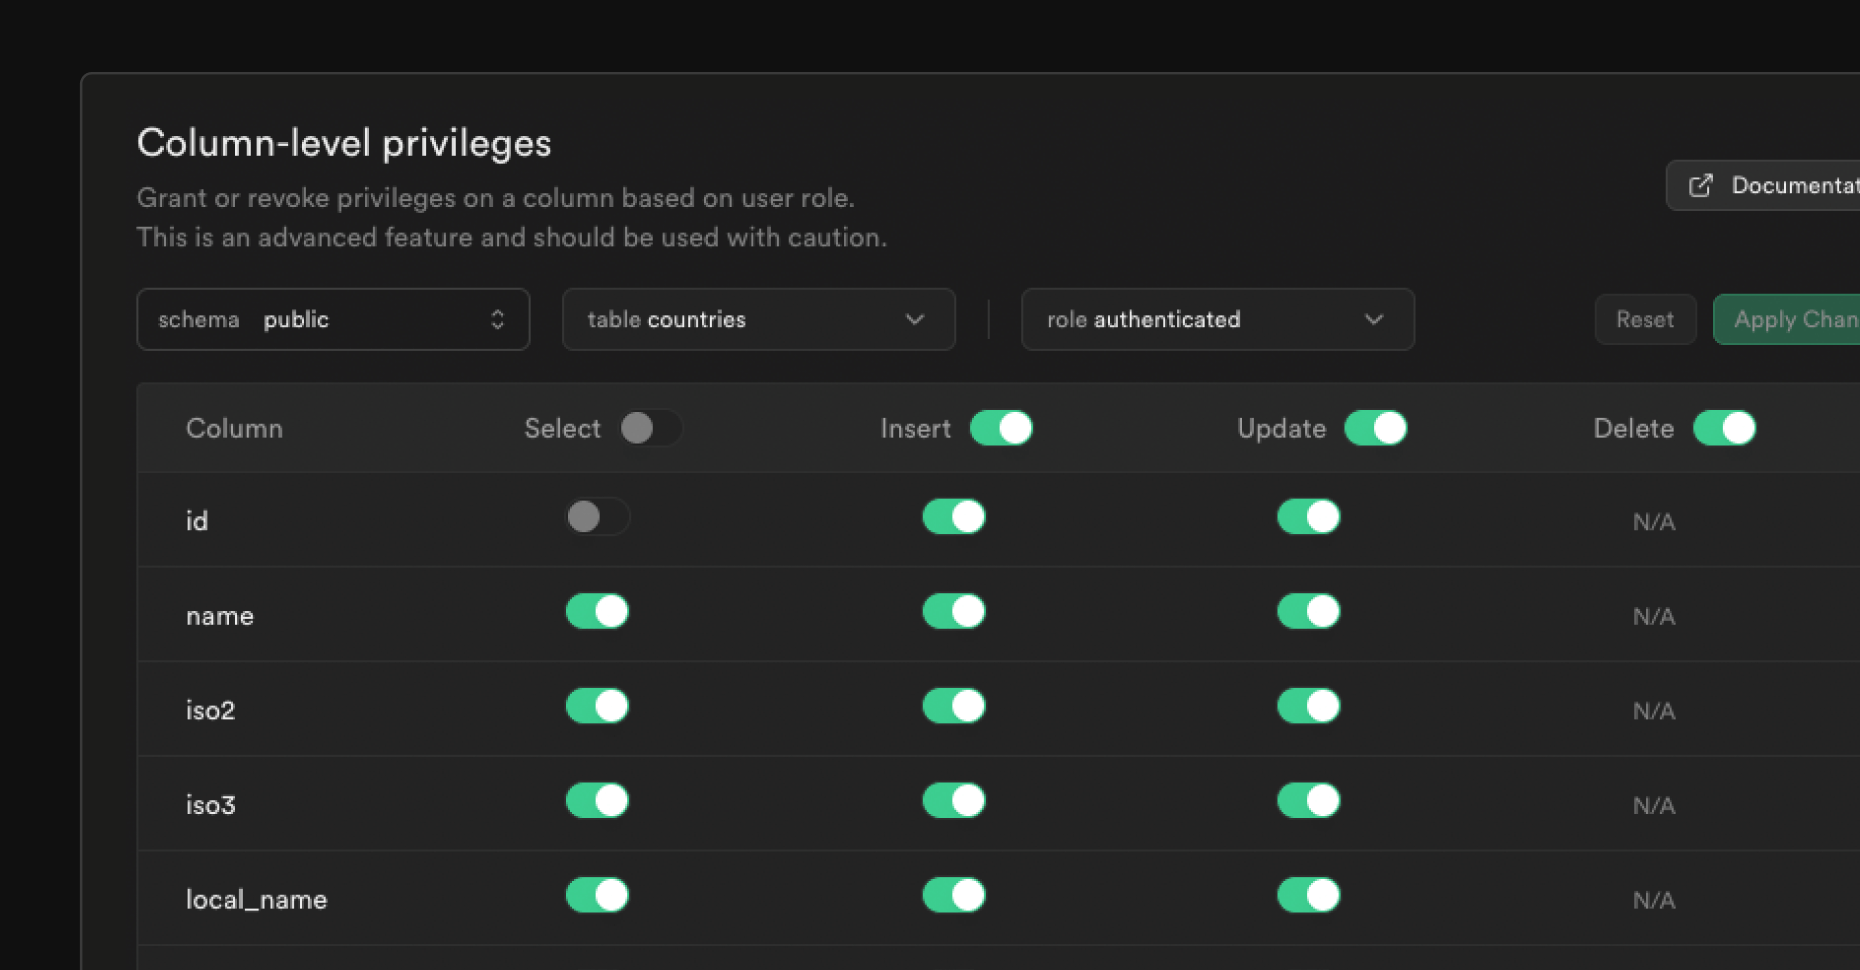 Column-level privileges
Grant or revoke privileges on a column based on user role.
This is an advanced feature and should be used with caution.
Documentat
schema public
table countries
role authenticated
Reset
Apply Chan
Column Select Insert Update Delete
id N/A
name N/A
iso2 N/A
iso3 N/A
local_name N/A